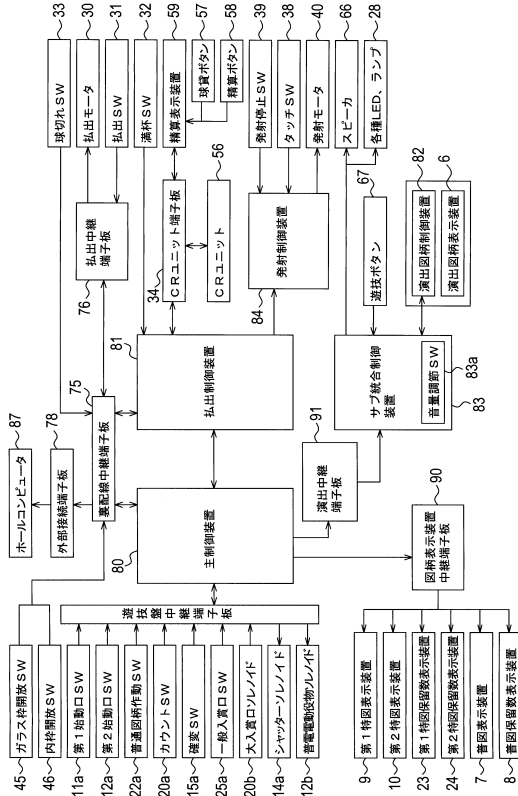 45 ガラス枠開放SW
46 内枠開放SW
11a 第1始動口SW
12a 第2始動口SW
22a 普通図柄作動SW
20a カウントSW
15a 確変SW
25a 一般入賞口SW
20b 大入賞口ソレノイド
14a シャッターソレノイド
12b 普電電動役物ソレノイド
遊技盤中継端子板
ホールコンピュータ 87
外部接続端子板 78
裏配線中継端子板 75
主制御装置 80
払出制御装置 81
演出中継
端子板 91
図柄表示装置
中継端子板 90
9 第1特図表示装置
10 第2特図表示装置
23 第1特図保留数表示装置
24 第2特図保留数表示装置
7 普図表示装置
8 普図保留数表示装置
払出中継
端子板 76
CRユニット端子板 34
CRユニット 56
発射制御装置 84
サブ統合制御
装置 83
音量調節SW 83a
遊技ボタン 67
演出図柄制御装置 82
演出図柄表示装置 6
球切れSW 33
払出モータ 30
払出SW 31
満杯SW 32
精算表示装置 59
球貸ボタン 57
精算ボタン 58
発射停止SW 39
タッチSW 38
発射モータ 40
スピーカ 66
各種LED、ランプ 28